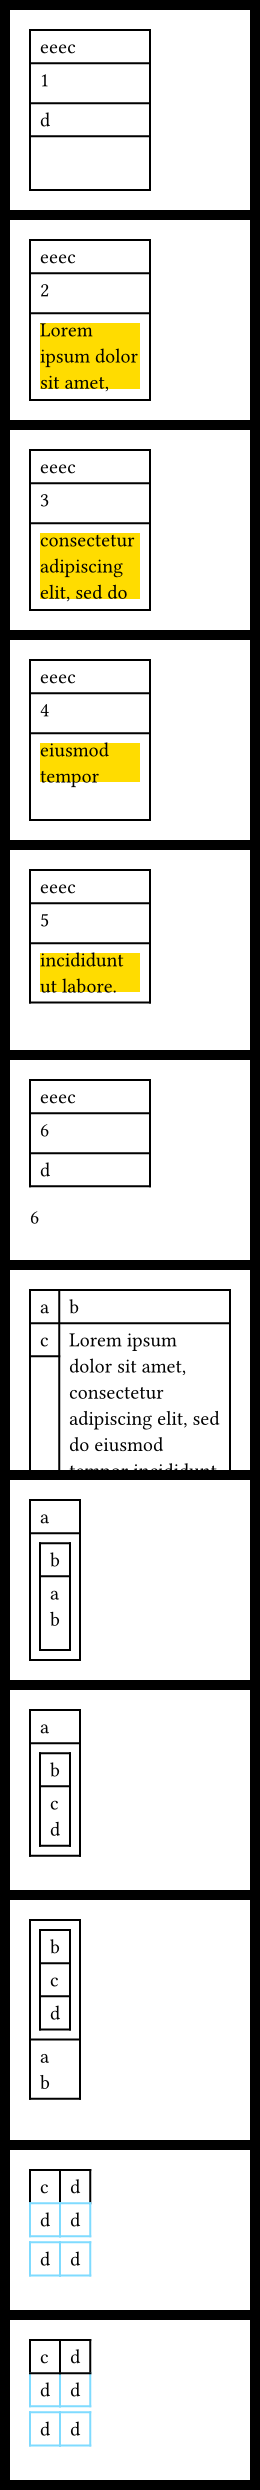 eeec
1
d
eeec
2
Lorem
ipsum dolor
sit amet,
eeec
3
consectetur
adipiscing
elit, sed do
eeec
4
eiusmod
tempor
eeec
5
incididunt
ut labore.
eeec
6
d
6
a b
c Lorem ipsum
dolor sit amet,
consectetur
adipiscing elit, sed
do eiusmod
tempor incididunt
a
b
a
b
a
b
c
d
b
c
d
a
b
c d
d d
d d
c d
d d
d d